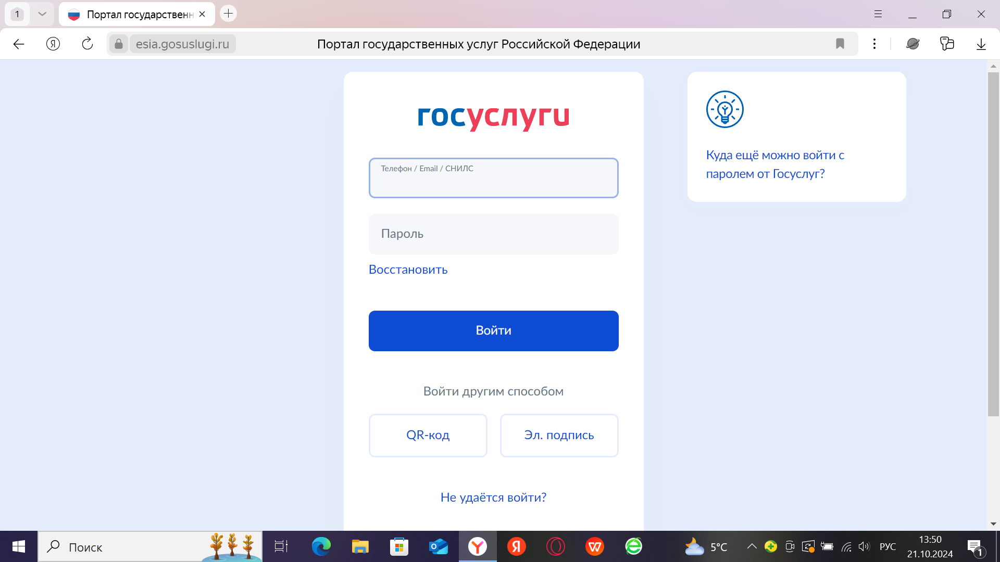 1
Портал государственн
esia.gosuslugi.ru
Портал государственных услуг Российской Федерации
госуслуги
Телефон / Email / СНИЛС
Пароль
Восстановить
Войти
Войти другим способом
QR-код
Эл. подпись
Не удаётся войти?
Куда ещё можно войти с
паролем от Госуслуг?
Поиск
5°C
РУС
13:50
21.10.2024
1